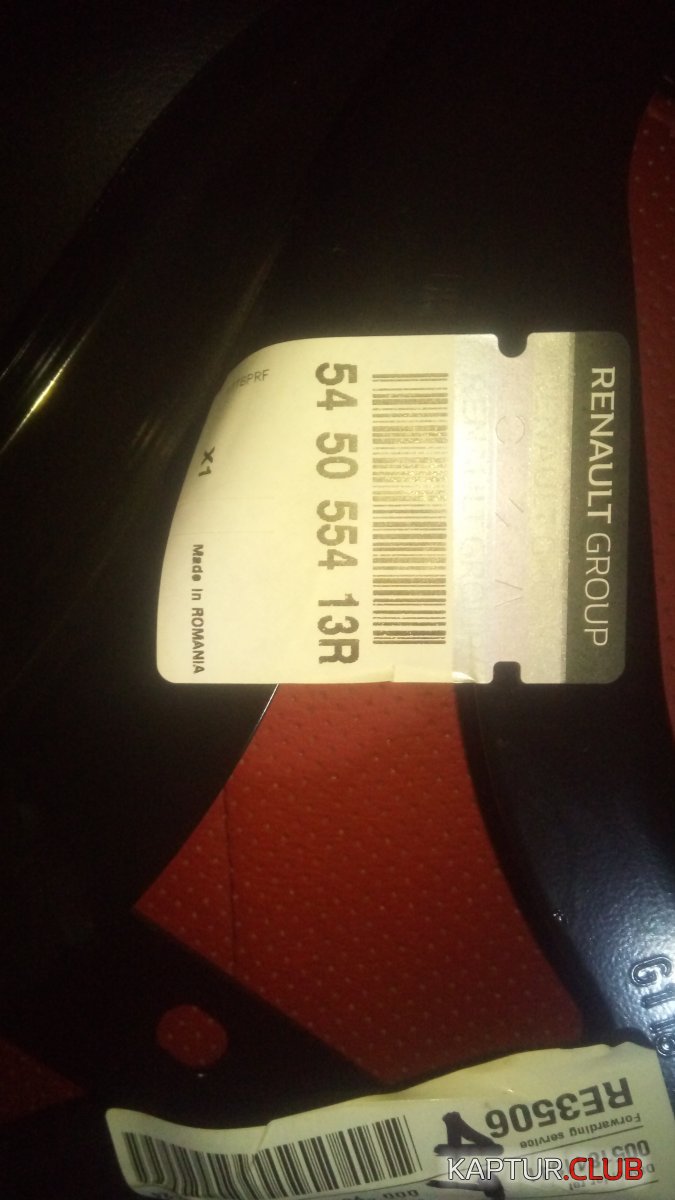 RENAULT GROUP
54 50 554 13R
X1
Made in ROMANIA
RE3506
Forwarding service
KAPTUR.CLUB